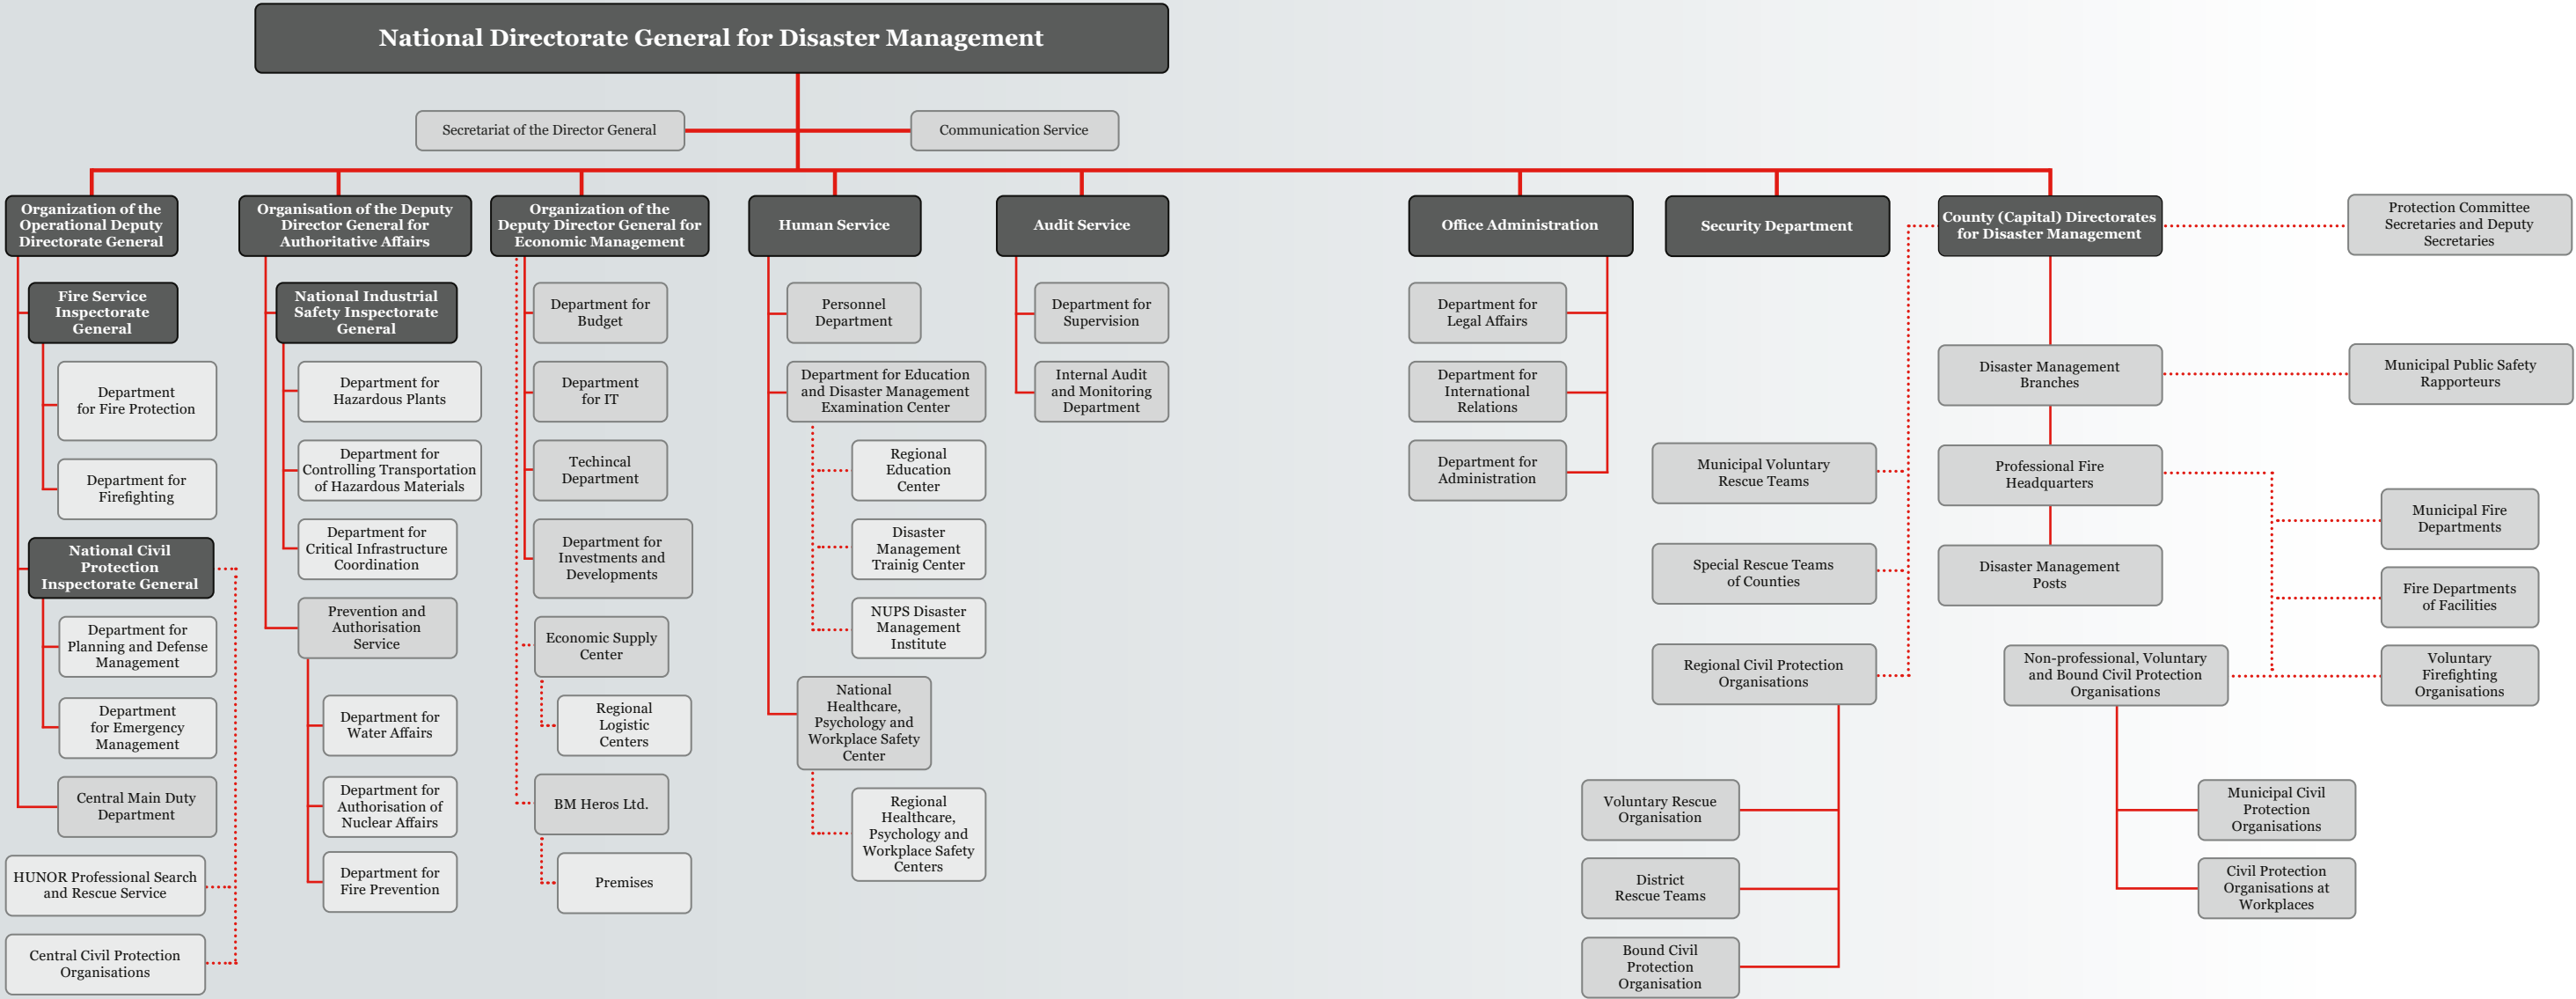 National Directorate General for Disaster Management
Secretariat of the Director General
Communication Service
Organization of the
Operational Deputy
Directorate General
Fire Service
Inspectorate
General
Department
for Fire Protection
Department for
Firefighting
National Civil
Protection
Inspectorate General
Department for
Planning and Defense
Management
Department
for Emergency
Management
Central Main Duty
Department
HUNOR Professional Search
and Rescue Service
Central Civil Protection
Organisations
Organisation of the Deputy
Director General for
Authoritative Affairs
National Industrial
Safety Inspectorate
General
Department for
Hazardous Plants
Department for
Controlling Transportation
of Hazardous Materials
Department for
Critical Infrastructure
Coordination
Prevention and
Authorisation
Service
Department for
Water Affairs
Department for
Authorisation of
Nuclear Affairs
Department for
Fire Prevention
Organization of the
Deputy Director General for
Economic Management
Department for
Budget
Department
for IT
Techincal
Department
Department for
Investments and
Developments
Economic Supply
Center
Regional
Logistic
Centers
BM Heros Ltd.
Premises
Human Service
Personnel
Department
Department for Education
and Disaster Management
Examination Center
Regional
Education
Center
Disaster
Management
Trainig Center
NUPS Disaster
Management
Institute
National
Healthcare,
Psychology and
Workplace Safety
Center
Regional
Healthcare,
Psychology and
Workplace Safety
Centers
Audit Service
Department for
Supervision
Internal Audit
and Monitoring
Department
Office Administration
Department for
Legal Affairs
Department for
International
Relations
Department for
Administration
Security Department
County (Capital) Directorates
for Disaster Management
Protection Committee
Secretaries and Deputy
Secretaries
Disaster Management
Branches
Municipal Public Safety
Rapporteurs
Municipal Voluntary
Rescue Teams
Professional Fire
Headquarters
Special Rescue Teams
of Counties
Disaster Management
Posts
Municipal Fire
Departments
Fire Departments
of Facilities
Regional Civil Protection
Organisations
Non-professional, Voluntary
and Bound Civil Protection
Organisations
Voluntary
Firefighting
Organisations
Voluntary Rescue
Organisation
District
Rescue Teams
Bound Civil
Protection
Organisation
Municipal Civil
Protection
Organisations
Civil Protection
Organisations at
Workplaces